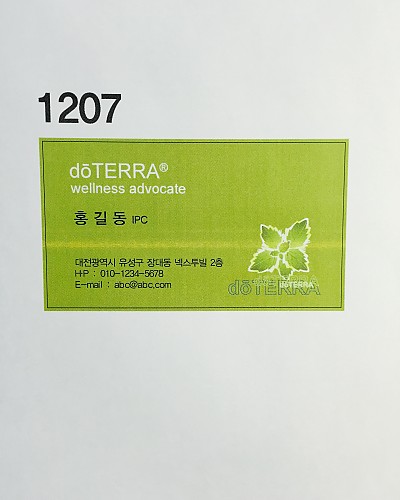 1207
dōTERRA®
wellness advocate
홍 길 동 IPC
대전광역시 유성구 장대동 넥스투빌 2층
H·P : 010-1234-5678
E-mail : abc@abc.com
dōTERRA
dōTERRA